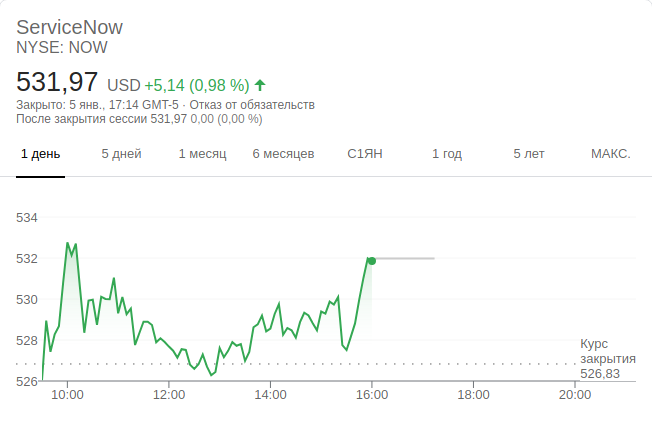 ServiceNow
NYSE: NOW
531,97 USD +5,14 (0,98 %)
Закрыто: 5 янв., 17:14 GMT-5 · Отказ от обязательств
После закрытия сессии 531,97 0,00 (0,00 %)
1 день 5 дней 1 месяц 6 месяцев С1ЯН 1 год 5 лет МАКС.
534
532
530
528
526
Курс
закрытия
526,83
10:00 12:00 14:00 16:00 18:00 20:00